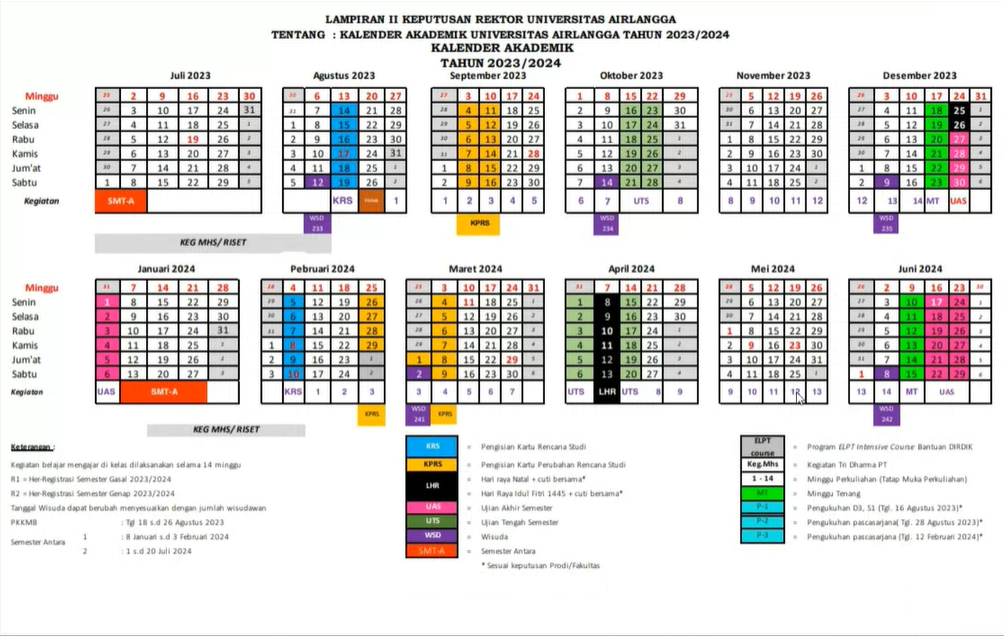 LAMPIRAN II KEPUTUSAN REKTOR UNIVERSITAS AIRLANGGA
TENTANG : KALENDER AKADEMIK UNIVERSITAS AIRLANGGA TAHUN 2023/2024
KALENDER AKADEMIK
TAHUN 2023/2024
Juli 2023 Agustus 2023 September 2023 Oktober 2023 November 2023 Desember 2023
Minggu 2 9 16 23 30 6 13 20 27 3 10 17 24 1 8 15 22 29 5 12 19 26 3 10 17 24 31
Senin 3 10 17 24 31 7 14 21 28 4 11 18 25 2 9 16 23 30 6 13 20 27 4 11 18 25
Selasa 4 11 18 25 1 8 15 22 29 5 12 19 26 3 10 17 24 31 7 14 21 28 5 12 19 26
Rabu 5 12 19 26 2 9 16 23 30 6 13 20 27 4 11 18 25 1 8 15 22 29 6 13 20 27
Kamis 6 13 20 27 3 10 17 24 31 7 14 21 28 5 12 19 26 2 9 16 23 30 7 14 21 28
Jum'at 7 14 21 28 4 11 18 25 1 8 15 22 29 6 13 20 27 3 10 17 24 1 8 15 22 29
Sabtu 1 8 15 22 29 5 12 19 26 2 9 16 23 30 7 14 21 28 4 11 18 25 2 9 16 23 30
Kegiatan SMT-A KRS 1 1 2 3 4 5 6 7 UTS 8 8 9 10 11 12 12 13 14 MT UAS
WSD 233 KPRS WSD 234 WSD 235
KEG MHS/ RISET
Januari 2024 Pebruari 2024 Maret 2024 April 2024 Mei 2024 Juni 2024
Minggu 7 14 21 28 4 11 18 25 3 10 17 24 31 7 14 21 28 5 12 19 26 2 9 16 23
Senin 1 8 15 22 29 5 12 19 26 4 11 18 25 1 8 15 22 29 6 13 20 27 3 10 17 24
Selasa 2 9 16 23 30 6 13 20 27 5 12 19 26 2 9 16 23 30 7 14 21 28 4 11 18 25
Rabu 3 10 17 24 31 7 14 21 28 6 13 20 27 3 10 17 24 1 8 15 22 29 5 12 19 26
Kamis 4 11 18 25 1 8 15 22 29 7 14 21 28 4 11 18 25 2 9 16 23 30 6 13 20 27
Jum'at 5 12 19 26 2 9 16 23 1 8 15 22 29 5 12 19 26 3 10 17 24 31 7 14 21 28
Sabtu 6 13 20 27 3 10 17 24 2 9 16 23 30 6 13 20 27 4 11 18 25 1 8 15 22 29
Kegiatan UAS SMT-A KRS 1 2 3 3 4 5 6 7 UTS LHR UTS 8 9 9 10 11 12 13 13 14 MT UAS
KPRS WSD 241 KPRS WSD 242
KEG MHS/ RISET
Keterangan :
Kegiatan belajar mengajar di kelas dilaksanakan selama 14 minggu
R1 = Her-Registrasi Semester Gasal 2023/2024
R2 = Her-Registrasi Semester Genap 2023/2024
Tanggal Wisuda dapat berubah menyesuaikan dengan jumlah wisudawan
PKKMB : Tgl 18 s.d 26 Agustus 2023
Semester Antara 1 : 8 Januari s.d 3 Februari 2024
2 : 1 s.d 20 Juli 2024
KRS = Pengisian Kartu Rencana Studi
KPRS = Pengisian Kartu Perubahan Rencana Studi
LHR = Hari raya Natal + cuti bersama*
= Hari Raya Idul Fitri 1445 + cuti bersama*
UAS = Ujian Akhir Semester
UTS = Ujian Tengah Semester
WSD = Wisuda
SMT-A = Semester Antara
* Sesuai keputusan Prodi/Fakultas
ELPT course = Program ELPT Intensive Course Bantuan DIRDIK
Keg.Mhs = Kegiatan Tri Dharma PT
1 - 14 = Minggu Perkuliahan (Tatap Muka Perkuliahan)
MT = Minggu Tenang
P-1 = Pengukuhan D3, S1 (Tgl. 16 Agustus 2023)*
P-2 = Pengukuhan pascasarjana( Tgl. 28 Agustus 2023)*
P-3 = Pengukuhan pascasarjana (Tgl. 12 Februari 2024)*